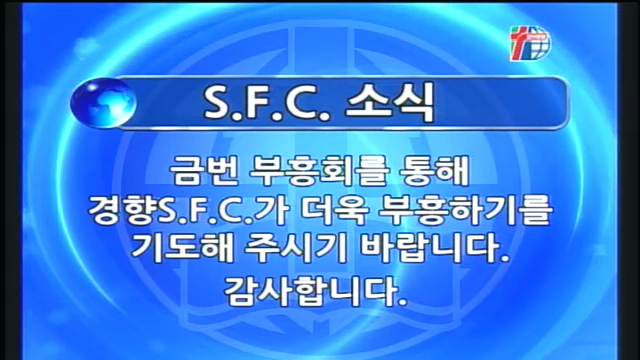 S.F.C. 소식
금번 부흥회를 통해
경향S.F.C.가 더욱 부흥하기를
기도해 주시기 바랍니다.
감사합니다.